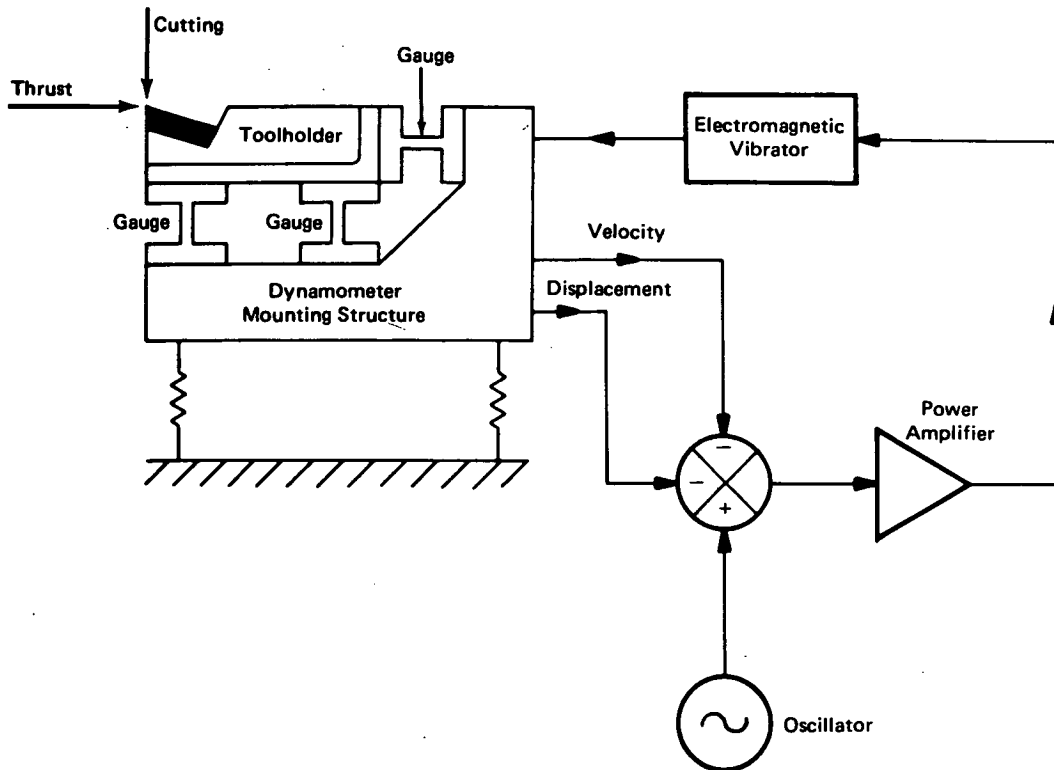 Cutting
Gauge
Thrust
Toolholder
Electromagnetic
Vibrator
Gauge
Gauge
Velocity
Dynamometer
Mounting Structure
Displacement
Power
Amplifier
−
−
+
Oscillator